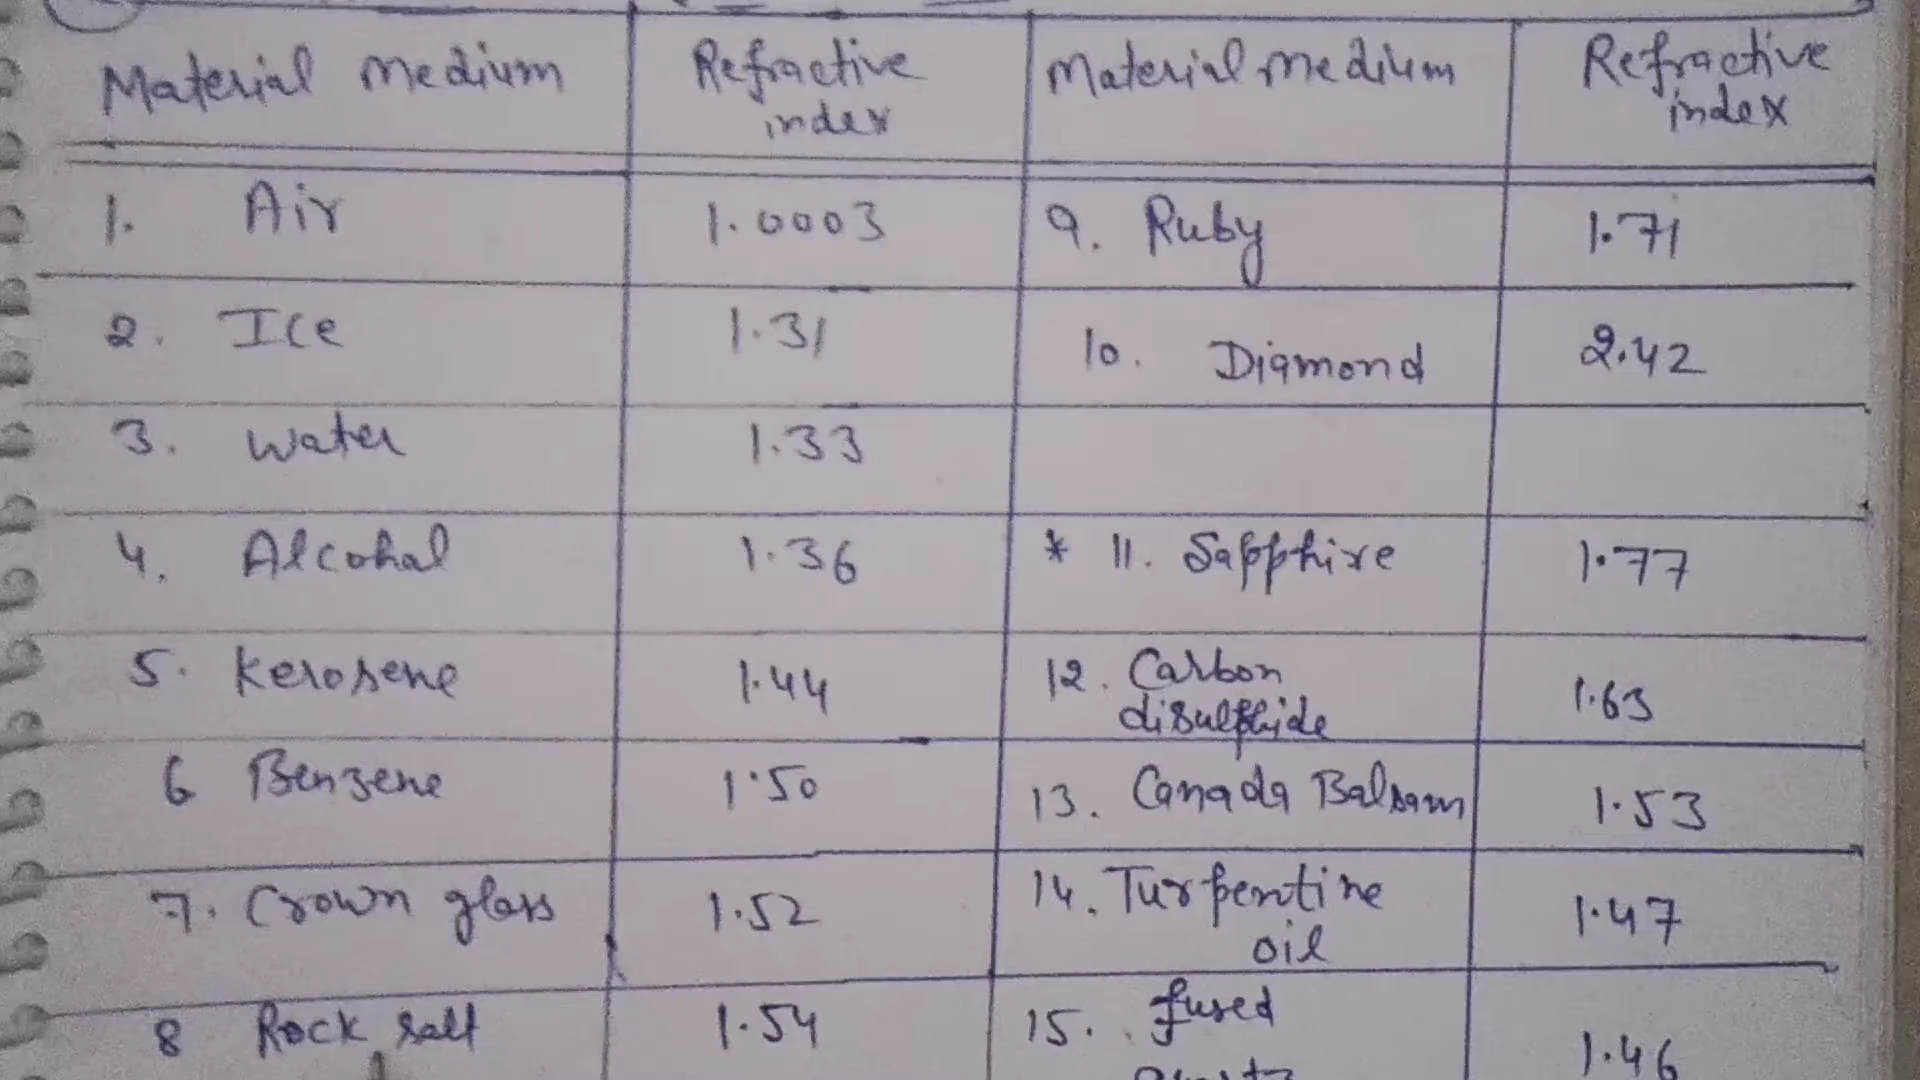 Material Medium Refractive index Material Medium Refractive index
1. Air 1.0003 9. Ruby 1.71
2. Ice 1.31 10. Diamond 2.42
3. Water 1.33
4. Alcohal 1.36 * 11. Sapphire 1.77
5. Kerosene 1.44 12. Carbon disulphide 1.63
6 Benzene 1.50 13. Canada Balsam 1.53
7. Crown glass 1.52 14. Turpentine oil 1.47
8 Rock salt 1.54 15. fused 1.46